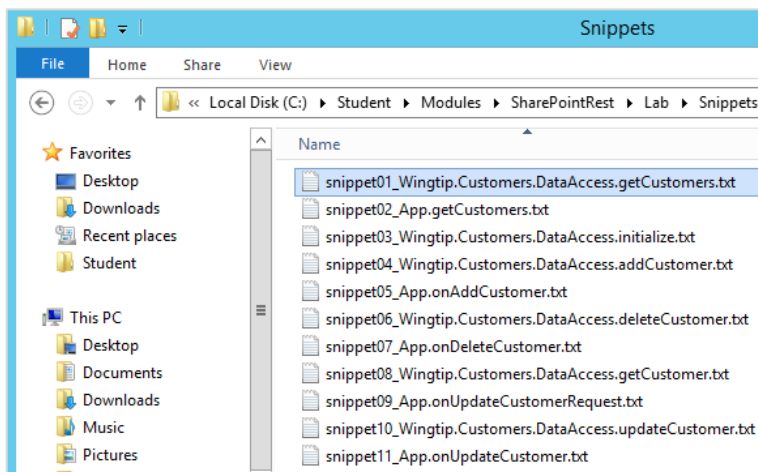 Snippets
File Home Share View
« Local Disk (C:) Student Modules SharePointRest Lab Snippets
Favorites
Desktop
Downloads
Recent places
Student
This PC
Desktop
Documents
Downloads
Music
Pictures
Name
snippet01_Wingtip.Customers.DataAccess.getCustomers.txt
snippet02_App.getCustomers.txt
snippet03_Wingtip.Customers.DataAccess.initialize.txt
snippet04_Wingtip.Customers.DataAccess.addCustomer.txt
snippet05_App.onAddCustomer.txt
snippet06_Wingtip.Customers.DataAccess.deleteCustomer.txt
snippet07_App.onDeleteCustomer.txt
snippet08_Wingtip.Customers.DataAccess.getCustomer.txt
snippet09_App.onUpdateCustomerRequest.txt
snippet10_Wingtip.Customers.DataAccess.updateCustomer.txt
snippet11_App.onUpdateCustomer.txt